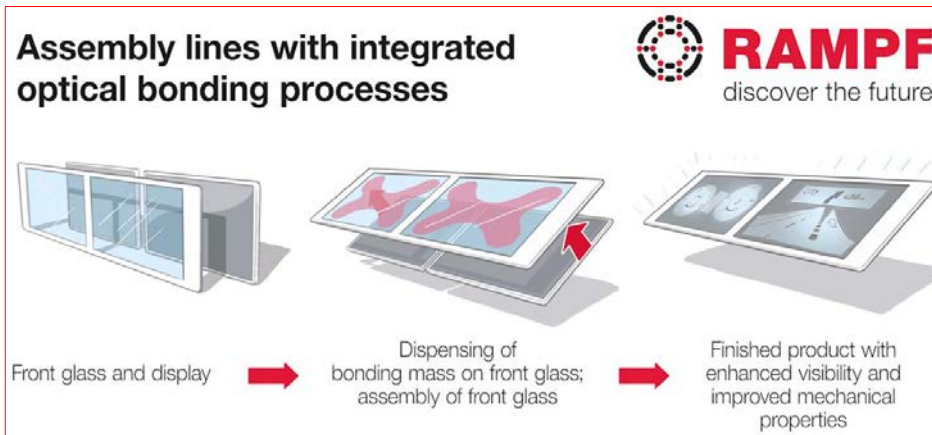 Assembly lines with integrated
optical bonding processes
RAMPF
discover the future
Front glass and display
Dispensing of
bonding mass on front glass;
assembly of front glass
Finished product with
enhanced visibility and
improved mechanical
properties